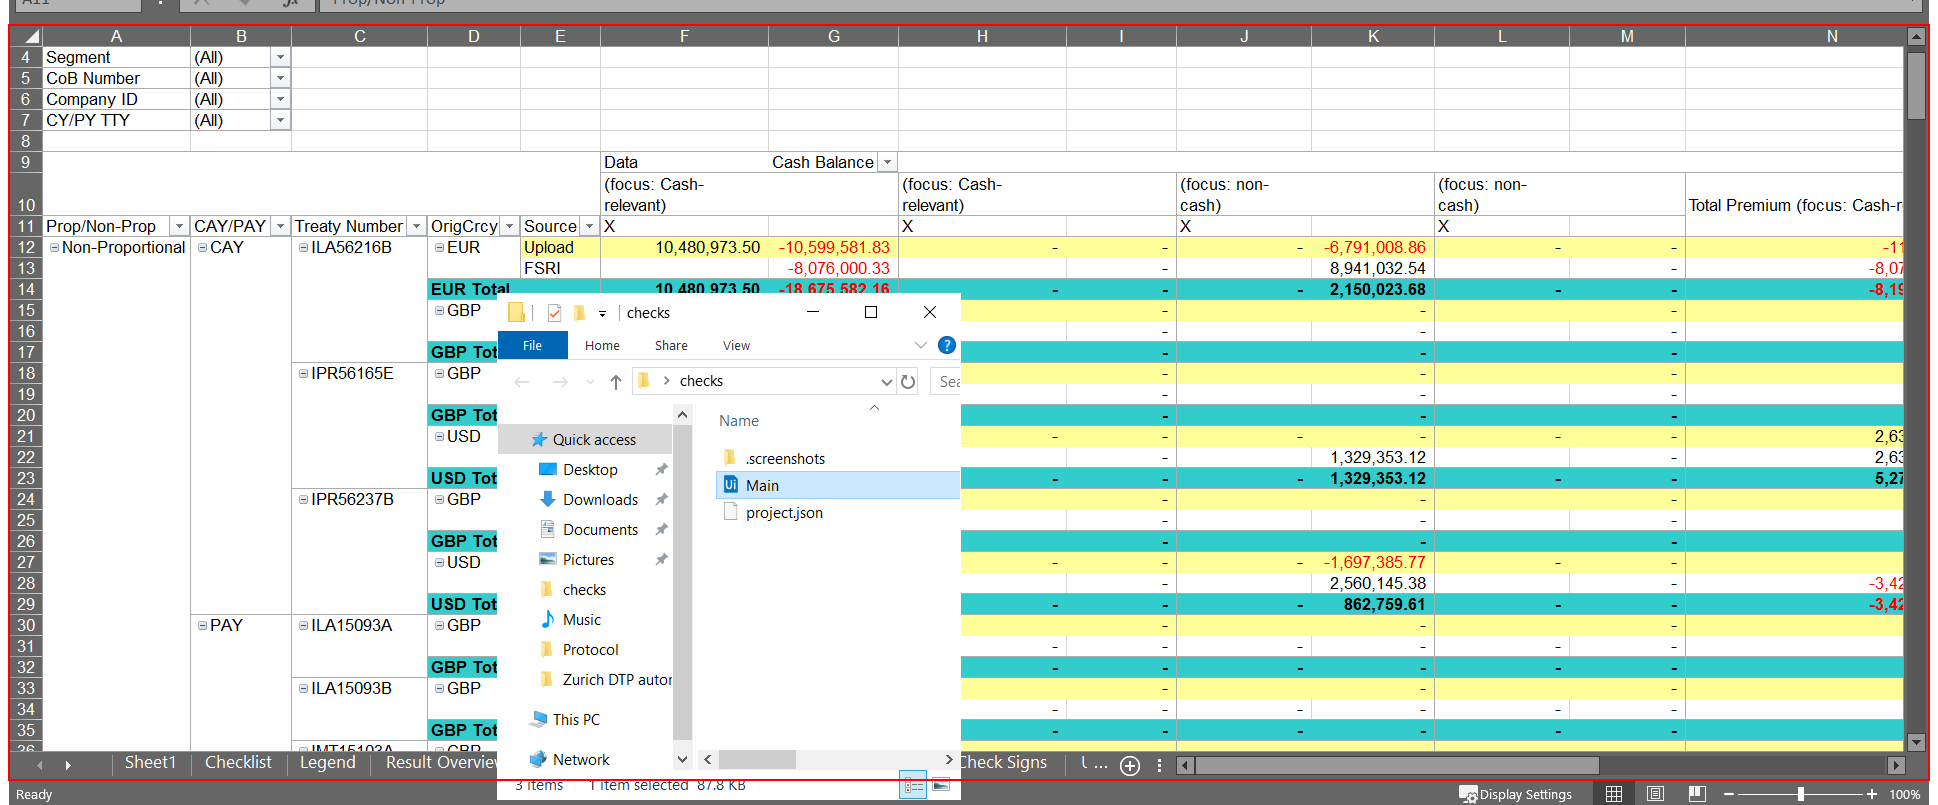 A B C D E F G H I J K L M N
4 Segment (All)
5 CoB Number (All)
6 Company ID (All)
7 CY/PY TTY (All)
8
9 Data Cash Balance
(focus: Cash- (focus: Cash- (focus: non- (focus: non-
10 relevant) relevant) cash) cash) Total Premium (focus: Cash-r
11 Prop/Non-Prop CAY/PAY Treaty Number OrigCrcy Source X X X X
12 Non-Proportional CAY ILA56216B EUR Upload 10,480,973.50 -10,599,581.83 - - - -6,791,008.86 - - -11
13 FSRI -8,076,000.33 - 8,941,032.54 - -8,07
14 EUR Total 10,480,973.50 -18,675,582.16 - - - 2,150,023.68 - - -8,19
15 GBP - - -
16 - - -
17 GBP Tot - - -
18 IPR56165E GBP - - -
19 - - -
20 GBP Tot - - -
21 USD - - - - - - 2,63
22 - 1,329,353.12 - 2,63
23 USD Tot - - - 1,329,353.12 - - 5,27
24 IPR56237B GBP - - -
25 - - -
26 GBP Tot - - -
27 USD - - - -1,697,385.77 - -
28 - 2,560,145.38 - -3,42
29 USD Tot - - - 862,759.61 - - -3,42
30 PAY ILA15093A GBP - - -
31 - - - - - -
32 GBP Tot - - - - - -
33 ILA15093B GBP - - -
34 - - - - - -
35 GBP Tot - - - - - -
36 IMT15103A GBP
checks
File Home Share View
checks Sea
Name
Quick access
Desktop
Downloads
Documents
Pictures
checks
Music
Protocol
Zurich DTP autor
This PC
Network
.screenshots
Main
project.json
3 items 1 item selected 87.8 KB
Sheet1 Checklist Legend Result Overview Check Signs ...
Ready Display Settings 100%